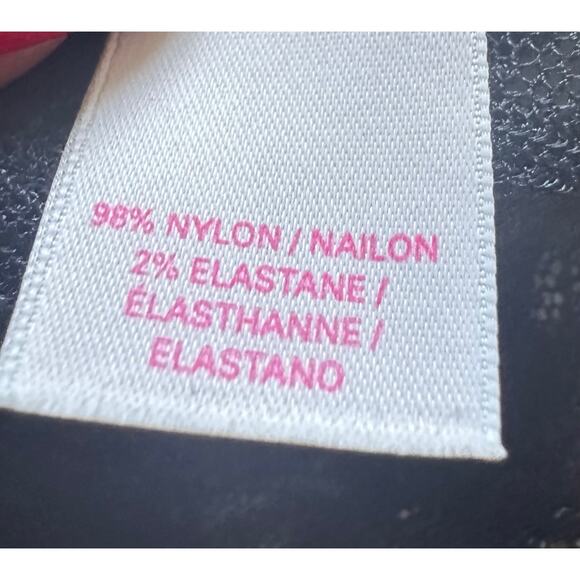 98% NYLON / NAILON
2% ELASTANE /
ÉLASTHANNE /
ELASTANO